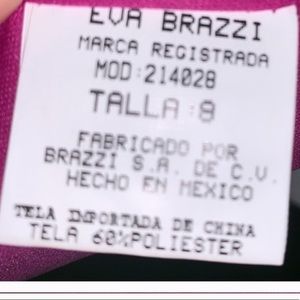 EVA BRAZZI
MARCA REGISTRADA
MOD:214028
TALLA:8
FABRICADO POR
BRAZZI S.A. DE C.V.
HECHO EN MEXICO
TELA IMPORTADA DE CHINA
TELA 60%POLIESTER